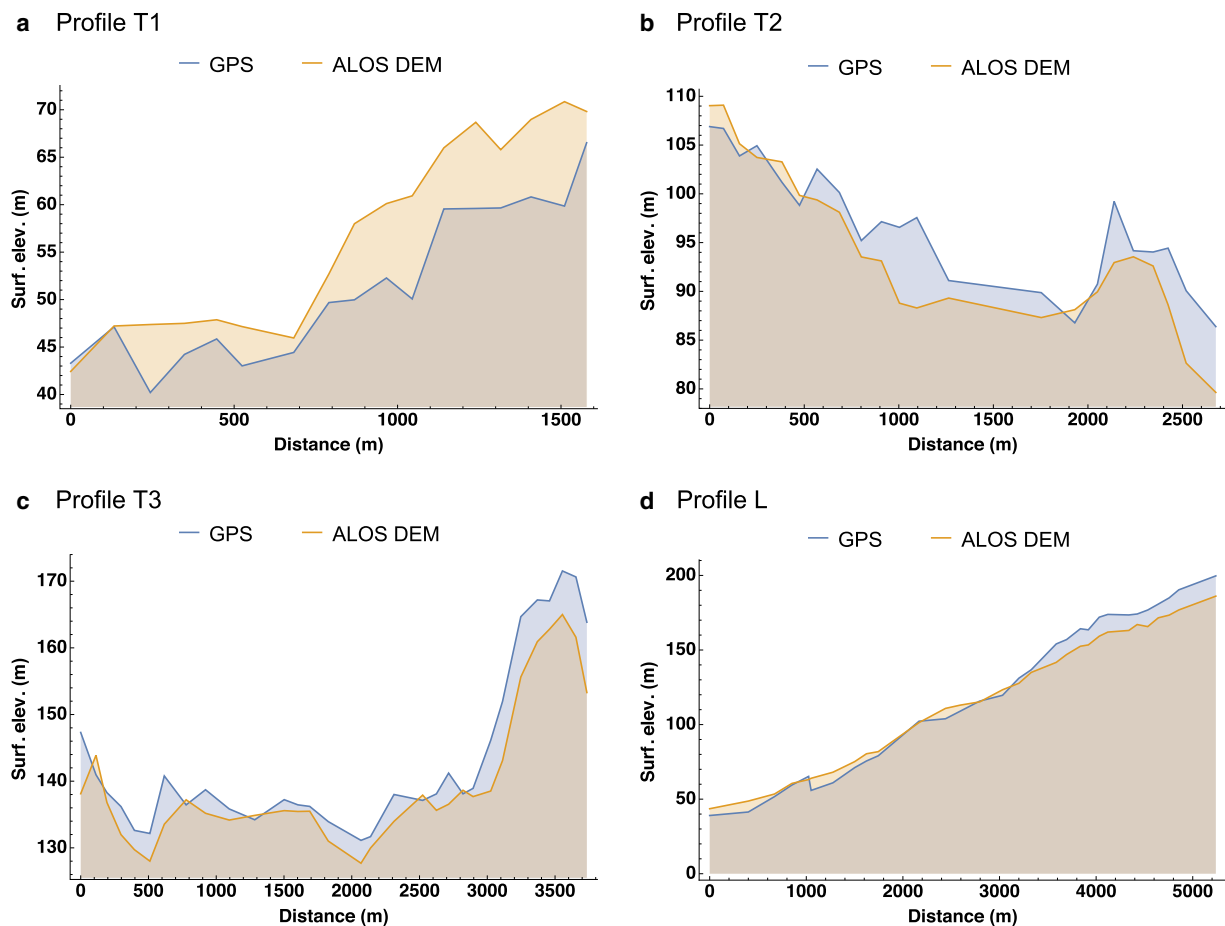 a Profile T1
GPS ALOS DEM
70
65
60
55
50
45
40
Surf. elev. (m)
0 500 1000 1500
Distance (m)
b Profile T2
GPS ALOS DEM
110
105
100
95
90
85
80
Surf. elev. (m)
0 500 1000 1500 2000 2500
Distance (m)
c Profile T3
GPS ALOS DEM
170
160
150
140
130
Surf. elev. (m)
0 500 1000 1500 2000 2500 3000 3500
Distance (m)
d Profile L
GPS ALOS DEM
200
150
100
50
0
Surf. elev. (m)
0 1000 2000 3000 4000 5000
Distance (m)